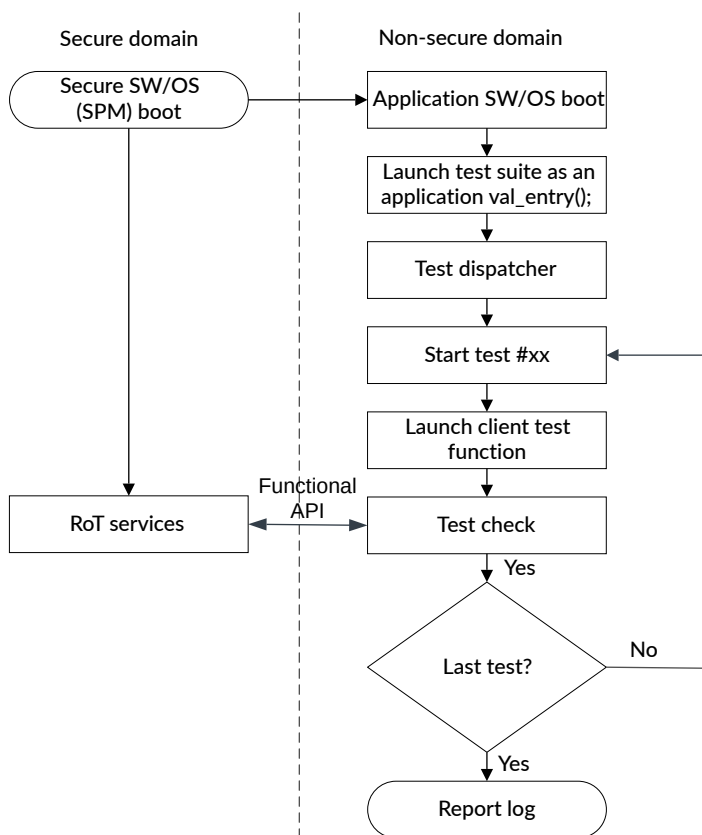 Secure domain
Non-secure domain
Secure SW/OS
(SPM) boot
Application SW/OS boot
Launch test suite as an
application val_entry();
Test dispatcher
Start test #xx
Launch client test
function
Functional
API
RoT services
Test check
Yes
Last test?
No
Yes
Report log